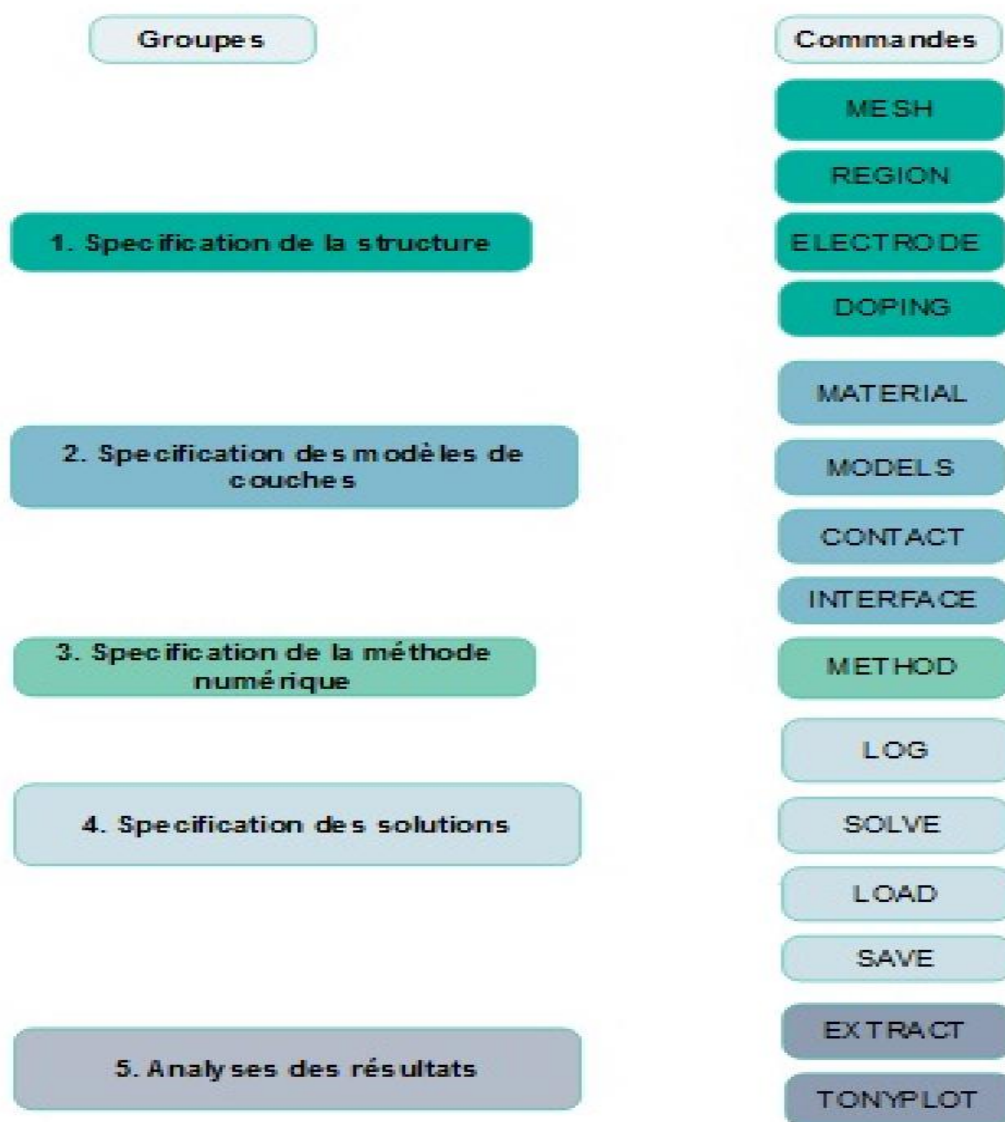 Groupes
Commandes
MESH
REGION
1. Specification de la structure
ELECTRODE
DOPING
MATERIAL
2. Specification des modèles de
couches
MODELS
CONTACT
INTERFACE
3. Specification de la méthode
numérique
METHOD
LOG
4. Specification des solutions
SOLVE
LOAD
SAVE
EXTRACT
5. Analyses des résultats
TONYPLOT